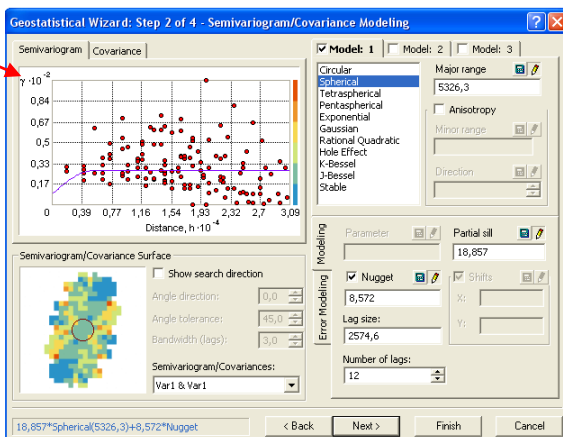 Geostatistical Wizard: Step 2 of 4 - Semivariogram/Covariance Modeling
Semivariogram Covariance
γ·10⁻²
0,84
0,67
0,5
0,33
0,17
0 0,39 0,77 1,16 1,54 1,93 2,32 2,7 3,09
Distance, h·10⁻⁴
Semivariogram/Covariance Surface
Show search direction
Angle direction: 0,0
Angle tolerance: 45,0
Bandwidth (lags): 3,0
Semivariogram/Covariances:
Var1 & Var1
Model: 1 Model: 2 Model: 3
Circular
Spherical
Tetraspherical
Pentaspherical
Exponential
Gaussian
Rational Quadratic
Hole Effect
K-Bessel
J-Bessel
Stable
Major range
5326,3
Anisotropy
Minor range
Direction
Modeling
Error Modeling
Parameter
Partial sill
18,857
Nugget
8,572
Shifts
X:
Y:
Lag size:
2574,6
Number of lags:
12
18,857*Spherical(5326,3)+8,572*Nugget
< Back Next > Finish Cancel